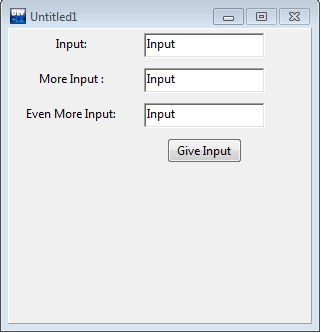 Untitled1
Input: Input
More Input : Input
Even More Input: Input
Give Input